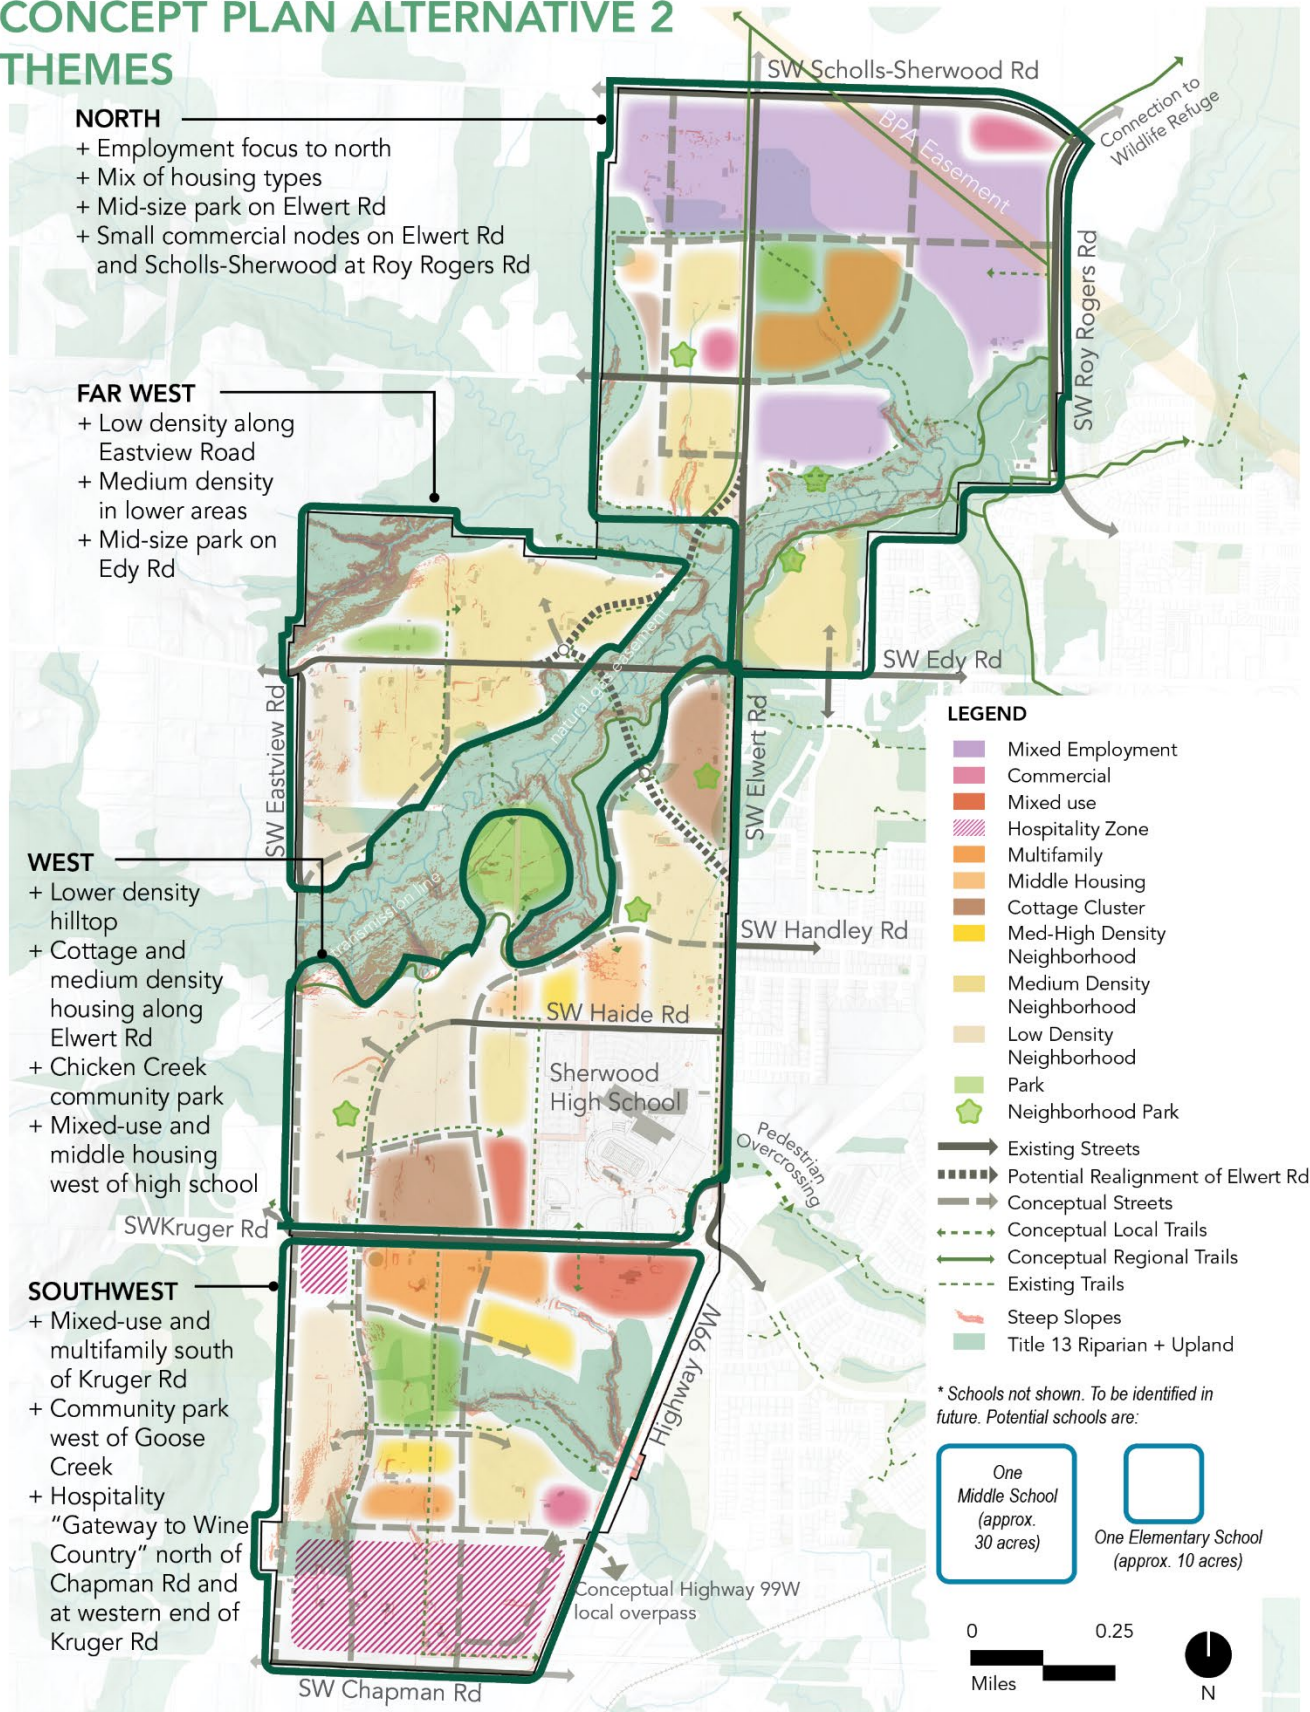 CONCEPT PLAN ALTERNATIVE 2
THEMES
NORTH
+ Employment focus to north
+ Mix of housing types
+ Mid-size park on Elwert Rd
+ Small commercial nodes on Elwert Rd
and Scholls-Sherwood at Roy Rogers Rd
FAR WEST
+ Low density along
Eastview Road
+ Medium density
in lower areas
+ Mid-size park on
Edy Rd
WEST
+ Lower density
hilltop
+ Cottage and
medium density
housing along
Elwert Rd
+ Chicken Creek
community park
+ Mixed-use and
middle housing
west of high school
SOUTHWEST
+ Mixed-use and
multifamily south
of Kruger Rd
+ Community park
west of Goose
Creek
+ Hospitality
"Gateway to Wine
Country" north of
Chapman Rd and
at western end of
Kruger Rd
SW Scholls-Sherwood Rd
BPA Easement
Connection to
Wildlife Refuge
SW Roy Rogers Rd
SW Edy Rd
natural gas easement
SW Eastview Rd
SW Elwert Rd
transmission line
SW Handley Rd
SW Haide Rd
Sherwood
High School
Pedestrian
Overcrossing
SWKruger Rd
Highway 99W
Conceptual Highway 99W
local overpass
SW Chapman Rd
LEGEND
Mixed Employment
Commercial
Mixed use
Hospitality Zone
Multifamily
Middle Housing
Cottage Cluster
Med-High Density
Neighborhood
Medium Density
Neighborhood
Low Density
Neighborhood
Park
Neighborhood Park
Existing Streets
Potential Realignment of Elwert Rd
Conceptual Streets
Conceptual Local Trails
Conceptual Regional Trails
Existing Trails
Steep Slopes
Title 13 Riparian + Upland
* Schools not shown. To be identified in
future. Potential schools are:
One
Middle School
(approx.
30 acres)
One Elementary School
(approx. 10 acres)
0 0.25
Miles
N